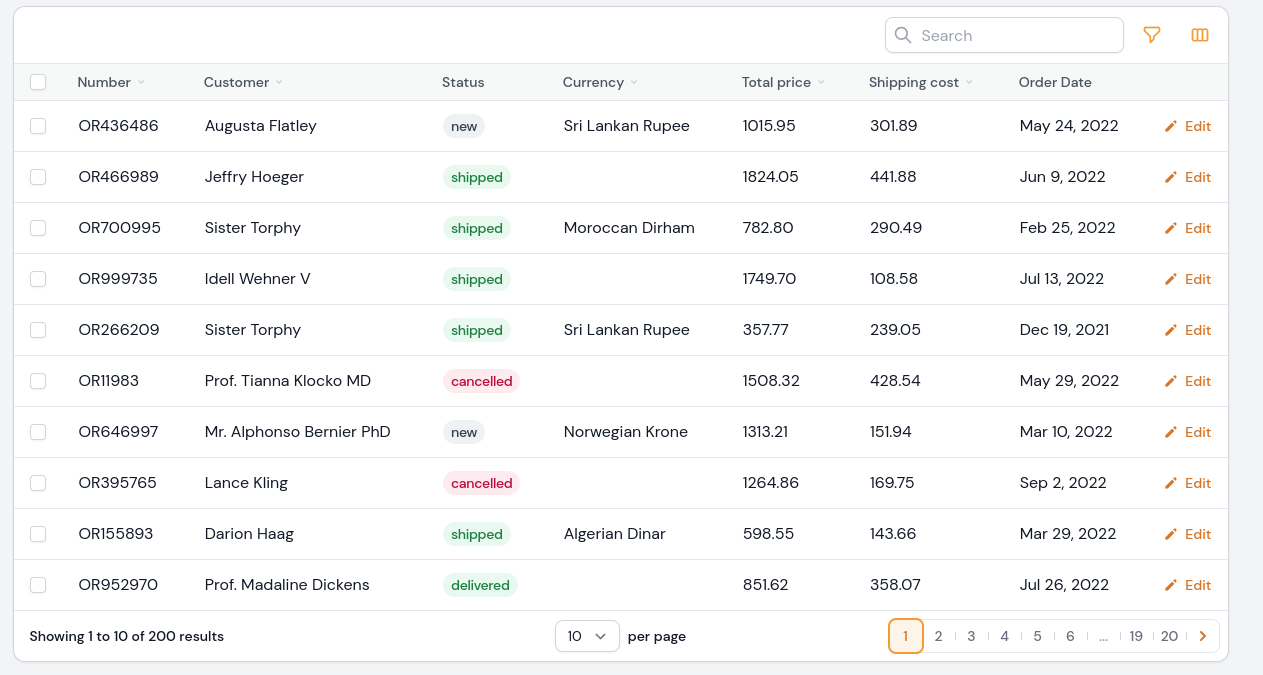 Search
Number Customer Status Currency Total price Shipping cost Order Date
OR436486 Augusta Flatley new Sri Lankan Rupee 1015.95 301.89 May 24, 2022 Edit
OR466989 Jeffry Hoeger shipped 1824.05 441.88 Jun 9, 2022 Edit
OR700995 Sister Torphy shipped Moroccan Dirham 782.80 290.49 Feb 25, 2022 Edit
OR999735 Idell Wehner V shipped 1749.70 108.58 Jul 13, 2022 Edit
OR266209 Sister Torphy shipped Sri Lankan Rupee 357.77 239.05 Dec 19, 2021 Edit
OR11983 Prof. Tianna Klocko MD cancelled 1508.32 428.54 May 29, 2022 Edit
OR646997 Mr. Alphonso Bernier PhD new Norwegian Krone 1313.21 151.94 Mar 10, 2022 Edit
OR395765 Lance Kling cancelled 1264.86 169.75 Sep 2, 2022 Edit
OR155893 Darion Haag shipped Algerian Dinar 598.55 143.66 Mar 29, 2022 Edit
OR952970 Prof. Madaline Dickens delivered 851.62 358.07 Jul 26, 2022 Edit
Showing 1 to 10 of 200 results 10 per page 1 2 3 4 5 6 ... 19 20